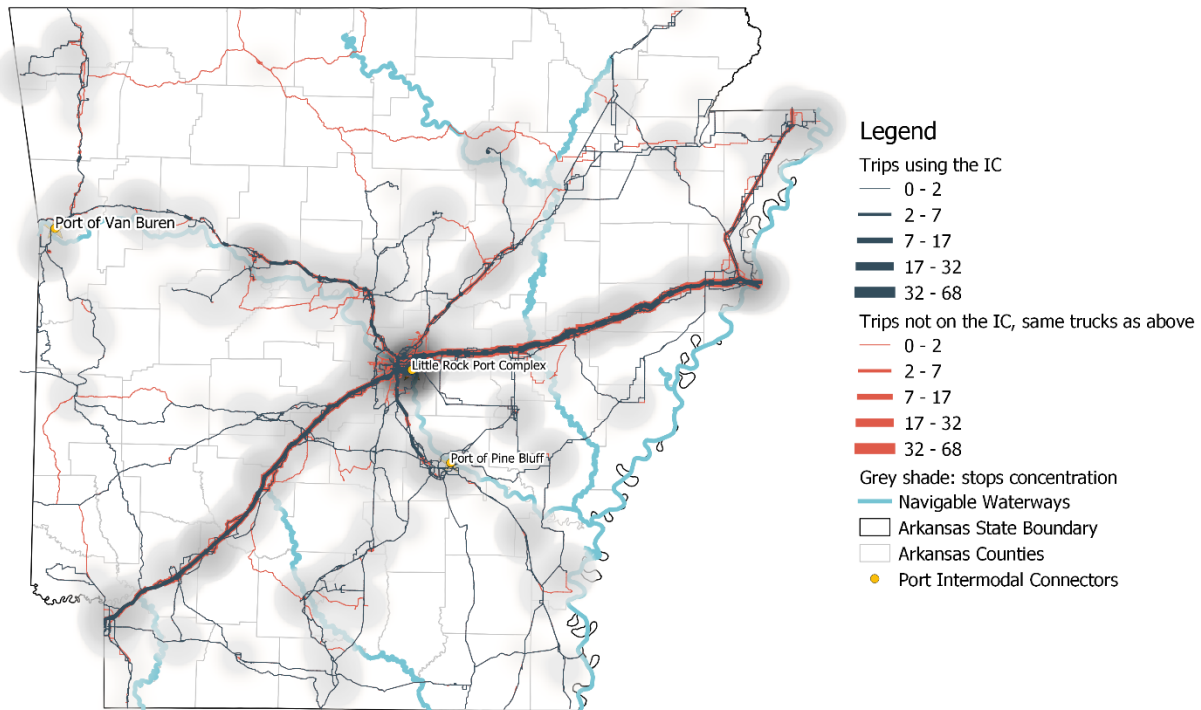 Port of Van Buren
Little Rock Port Complex
Port of Pine Bluff
Legend
Trips using the IC
0 - 2
2 - 7
7 - 17
17 - 32
32 - 68
Trips not on the IC, same trucks as above
0 - 2
2 - 7
7 - 17
17 - 32
32 - 68
Grey shade: stops concentration
Navigable Waterways
Arkansas State Boundary
Arkansas Counties
Port Intermodal Connectors